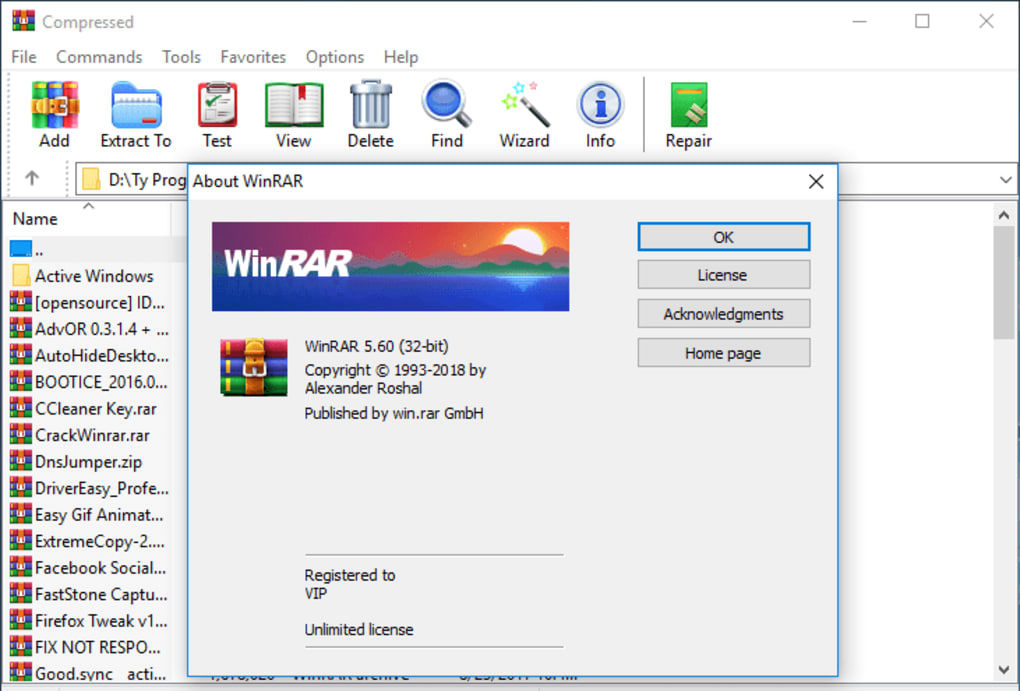 Compressed
File Commands Tools Favorites Options Help
Add Extract To Test View Delete Find Wizard Info Repair
D:\Ty Prog
About WinRAR
Name
..
Active Windows
[opensource] ID...
AdvOR 0.3.1.4 + ...
AutoHideDeskto...
BOOTICE_2016.0...
CCleaner Key.rar
CrackWinrar.rar
DnsJumper.zip
DriverEasy_Profe...
Easy Gif Animat...
ExtremeCopy-2....
Facebook Social...
FastStone Captu...
Firefox Tweak v1...
FIX NOT RESPO...
Good.sync acti...
WinRAR
WinRAR 5.60 (32-bit)
Copyright © 1993-2018 by
Alexander Roshal
Published by win.rar GmbH
Registered to
VIP
Unlimited license
OK
License
Acknowledgments
Home page
WinRAR archive